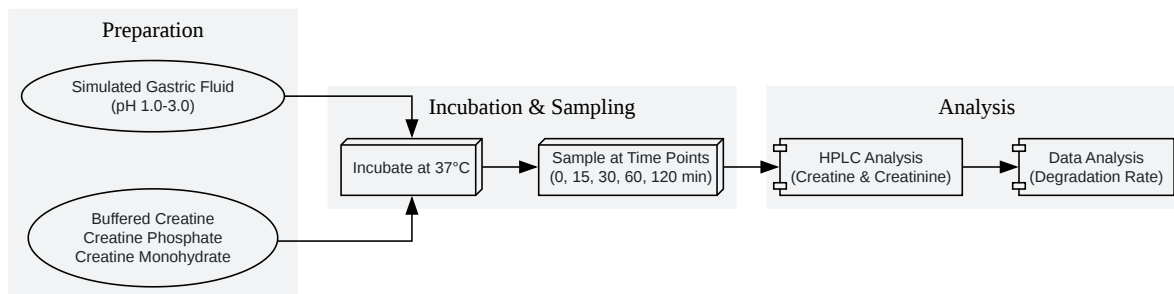 Preparation
Simulated Gastric Fluid
(pH 1.0-3.0)
Buffered Creatine
Creatine Phosphate
Creatine Monohydrate
Incubation & Sampling
Incubate at 37°C
Sample at Time Points
(0, 15, 30, 60, 120 min)
Analysis
HPLC Analysis
(Creatine & Creatinine)
Data Analysis
(Degradation Rate)